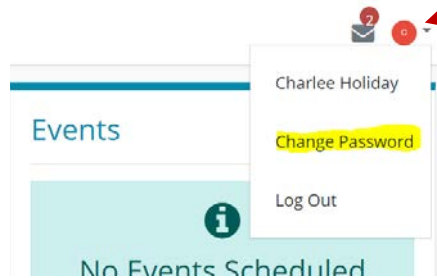 2
Charlee Holiday
Events
Change Password
Log Out
No Events Scheduled